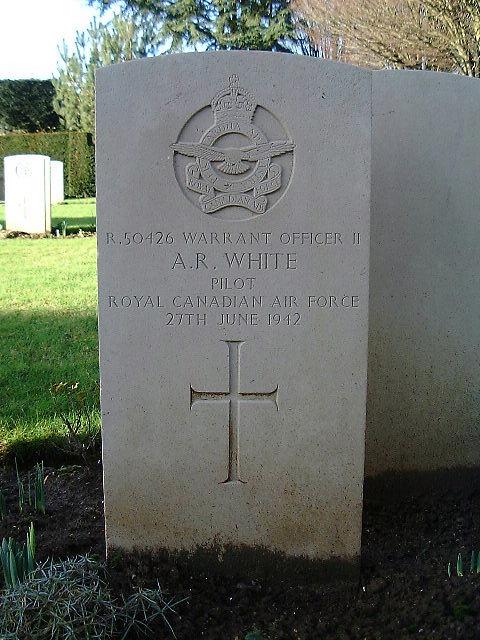 R.50426 WARRANT OFFICER II
A.R. WHITE
PILOT
ROYAL CANADIAN AIR FORCE
27TH JUNE 1942